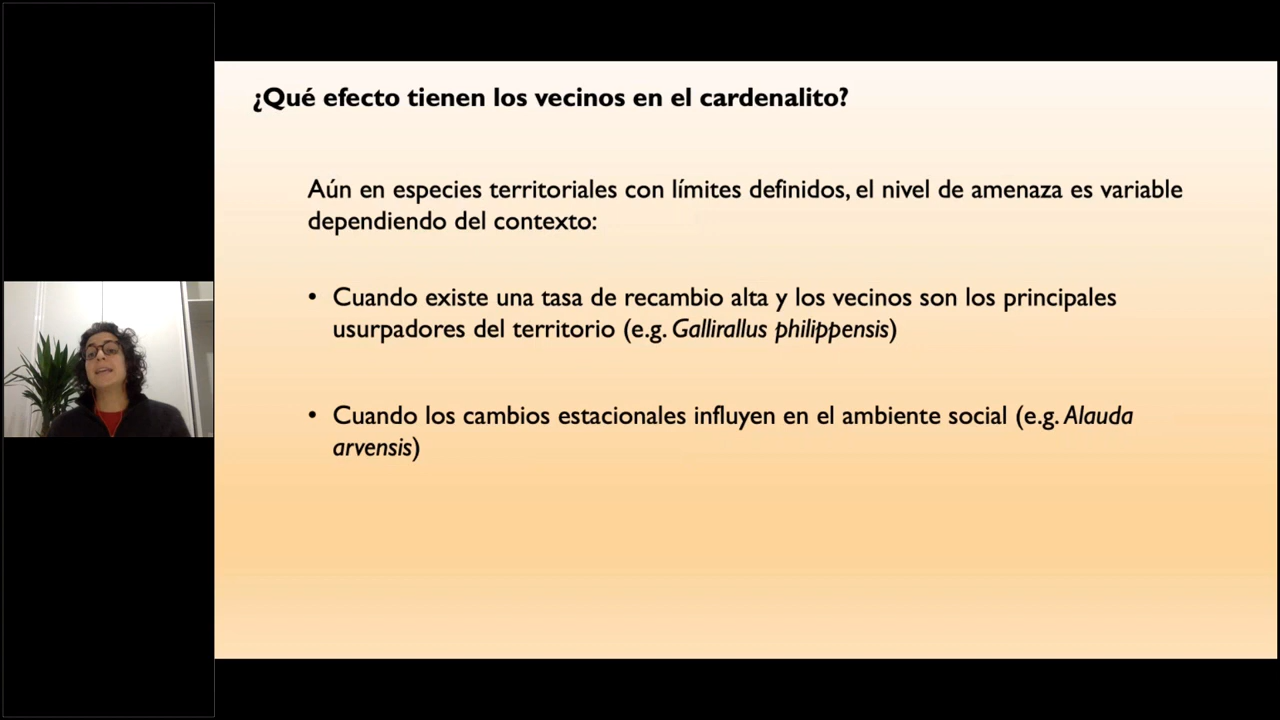 ¿Qué efecto tienen los vecinos en el cardenalito?
Aún en especies territoriales con límites definidos, el nivel de amenaza es variable
dependiendo del contexto:
• Cuando existe una tasa de recambio alta y los vecinos son los principales
usurpadores del territorio (e.g. Gallirallus philippensis)
• Cuando los cambios estacionales influyen en el ambiente social (e.g. Alauda
arvensis)